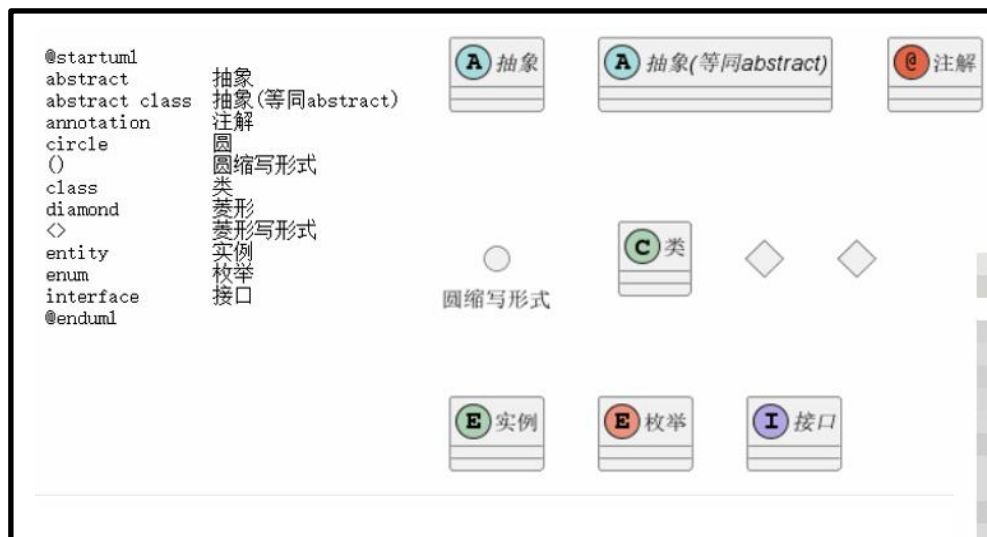 @startuml
abstract 抽象
abstract class 抽象(等同abstract)
annotation 注解
circle 圆
() 圆缩写形式
class 类
diamond 菱形
<> 菱形写形式
entity 实例
enum 枚举
interface 接口
@enduml
A 抽象
A 抽象(等同abstract)
@ 注解
圆缩写形式
C 类
E 实例
E 枚举
I 接口